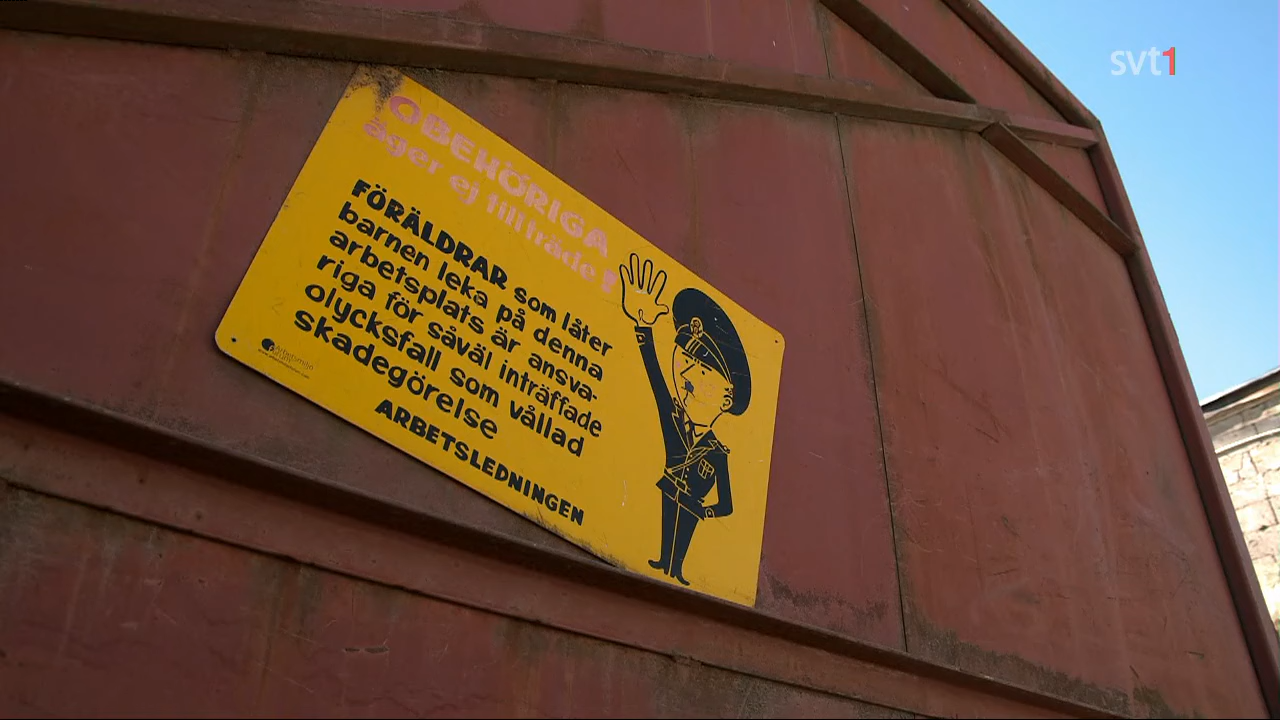 svt1
OBEHÖRIGA
äger ej tillträde!
FÖRÄLDRAR som låter
barnen leka på denna
arbetsplats är ansva-
riga för såväl inträffade
olycksfall som vållad
skadegörelse
ARBETSLEDNINGEN